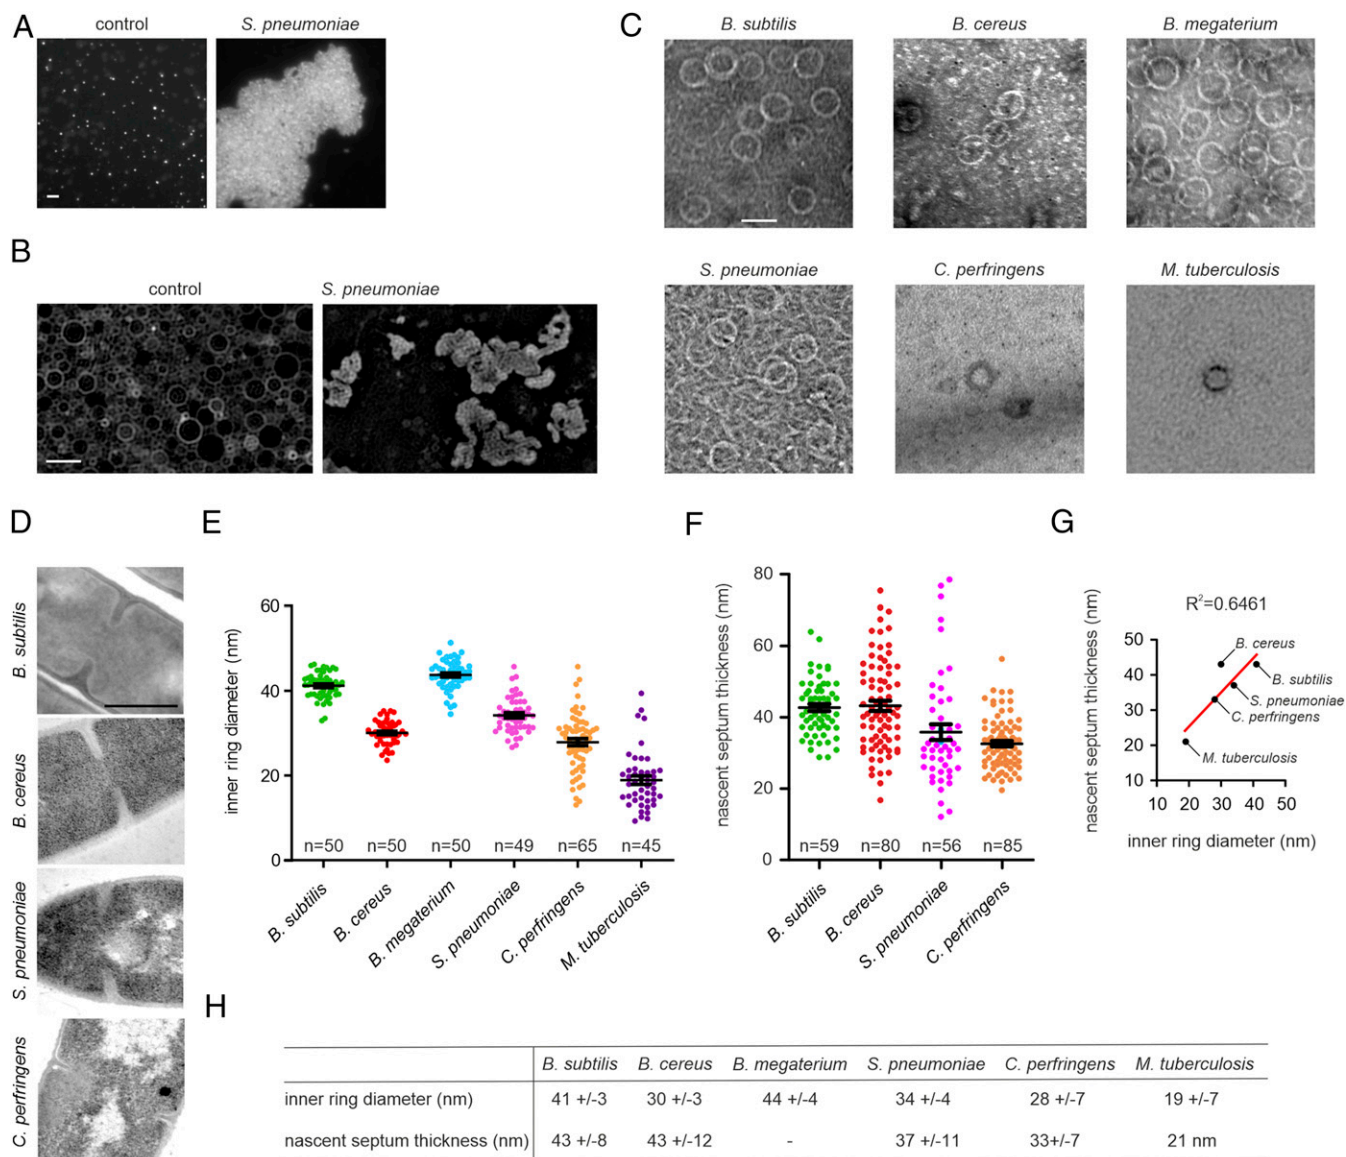 A
control
S. pneumoniae
B
control
S. pneumoniae
C
B. subtilis
B. cereus
B. megaterium
S. pneumoniae
C. perfringens
M. tuberculosis
D
B. subtilis
B. cereus
S. pneumoniae
C. perfringens
E
inner ring diameter (nm)
60
40
20
0
n=50
n=50
n=50
n=49
n=65
n=45
B. subtilis
B. cereus
B. megaterium
S. pneumoniae
C. perfringens
M. tuberculosis
F
nascent septum thickness (nm)
80
60
40
20
0
n=59
n=80
n=56
n=85
B. subtilis
B. cereus
S. pneumoniae
C. perfringens
G
R²=0.6461
nascent septum thickness (nm)
50
40
30
20
10
B. cereus
B. subtilis
S. pneumoniae
C. perfringens
M. tuberculosis
10 20 30 40 50
inner ring diameter (nm)
H
B. subtilis B. cereus B. megaterium S. pneumoniae C. perfringens M. tuberculosis
inner ring diameter (nm) 41 +/-3 30 +/-3 44 +/-4 34 +/-4 28 +/-7 19 +/-7
nascent septum thickness (nm) 43 +/-8 43 +/-12 - 37 +/-11 33+/-7 21 nm